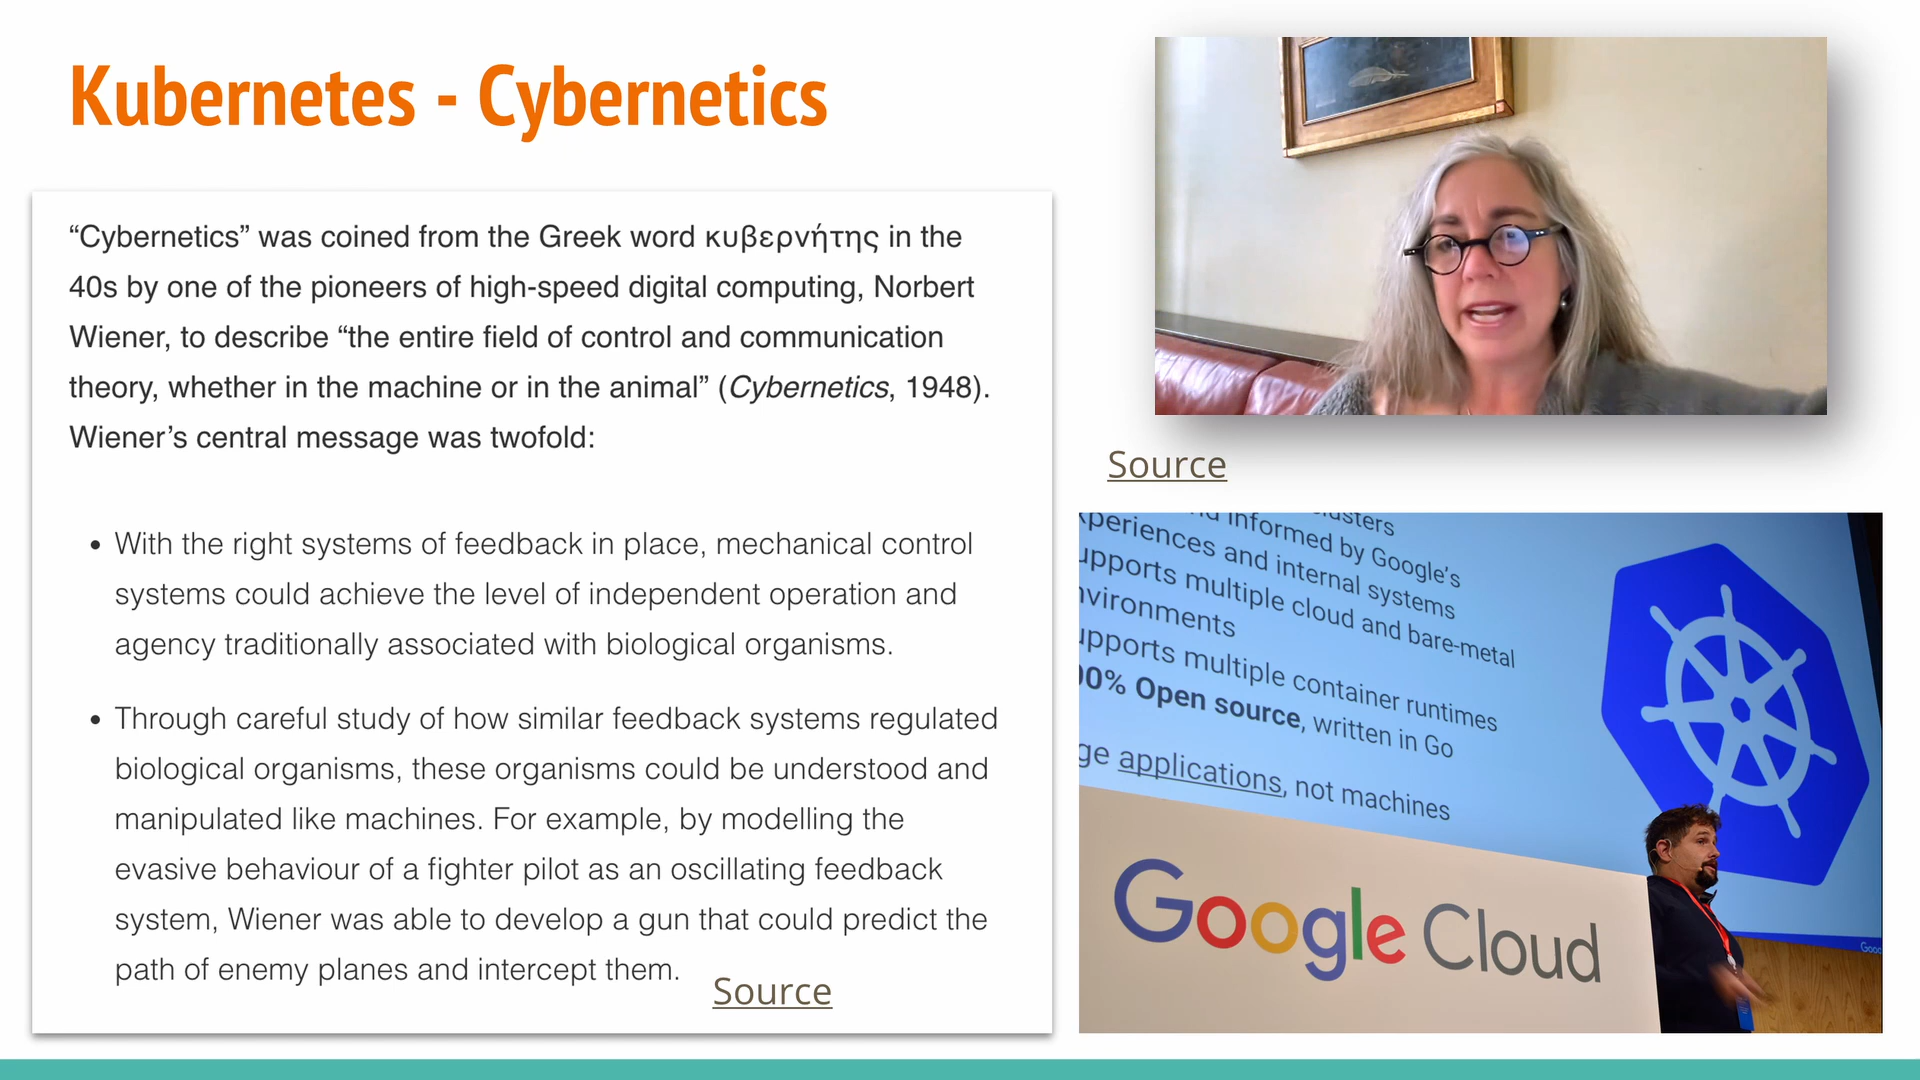 Kubernetes - Cybernetics
“Cybernetics” was coined from the Greek word κυβερνήτης in the
40s by one of the pioneers of high-speed digital computing, Norbert
Wiener, to describe “the entire field of control and communication
theory, whether in the machine or in the animal” (Cybernetics, 1948).
Wiener’s central message was twofold:
• With the right systems of feedback in place, mechanical control
systems could achieve the level of independent operation and
agency traditionally associated with biological organisms.
• Through careful study of how similar feedback systems regulated
biological organisms, these organisms could be understood and
manipulated like machines. For example, by modelling the
evasive behaviour of a fighter pilot as an oscillating feedback
system, Wiener was able to develop a gun that could predict the
path of enemy planes and intercept them.
Source
Source
informed by Google’s
xperiences and internal systems
upports multiple cloud and bare-metal
nvironments
upports multiple container runtimes
00% Open source, written in Go
ge applications, not machines
Google Cloud